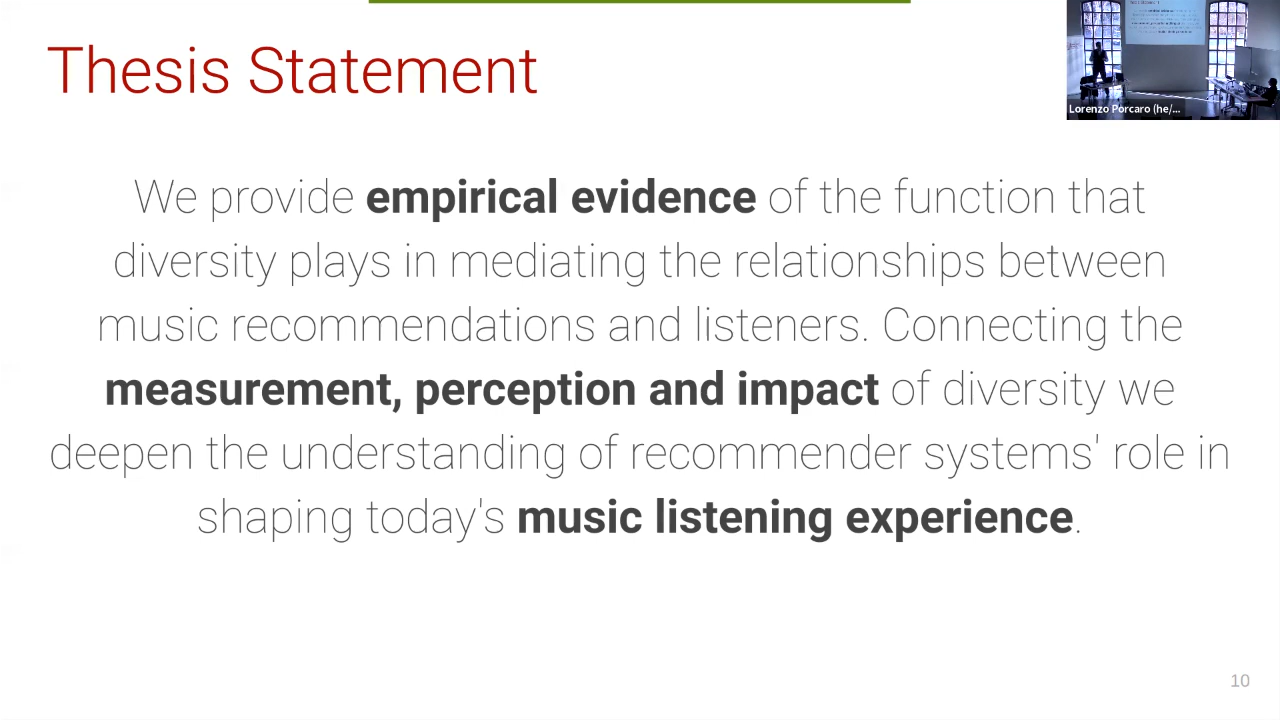 Thesis Statement
Lorenzo Porcaro (he/...
We provide empirical evidence of the function that
diversity plays in mediating the relationships between
music recommendations and listeners. Connecting the
measurement, perception and impact of diversity we
deepen the understanding of recommender systems' role in
shaping today's music listening experience.
10